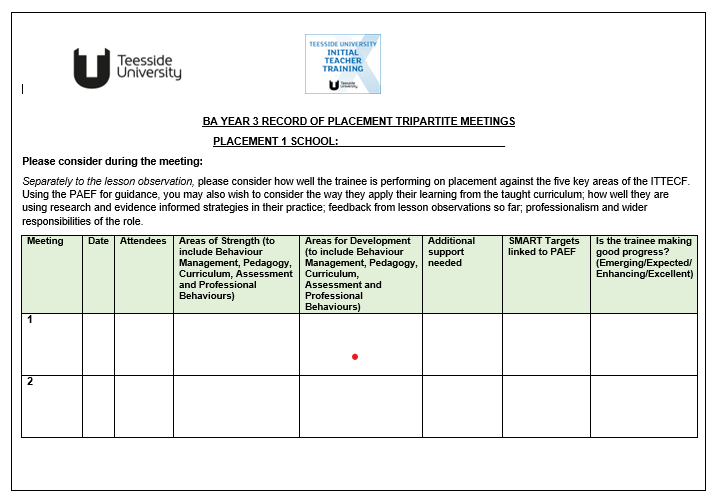 Teesside
University
TEESSIDE UNIVERSITY
INITIAL
TEACHER
TRAINING
Teesside
University
BA YEAR 3 RECORD OF PLACEMENT TRIPARTITE MEETINGS
PLACEMENT 1 SCHOOL:
Please consider during the meeting:
Separately to the lesson observation, please consider how well the trainee is performing on placement against the five key areas of the ITTECF.
Using the PAEF for guidance, you may also wish to consider the way they apply their learning from the taught curriculum; how well they are
using research and evidence informed strategies in their practice; feedback from lesson observations so far; professionalism and wider
responsibilities of the role.
Meeting
Date
Attendees
Areas of Strength (to
include Behaviour
Management, Pedagogy,
Curriculum, Assessment
and Professional
Behaviours)
Areas for Development
(to include Behaviour
Management, Pedagogy,
Curriculum,
Assessment and
Professional
Behaviours)
Additional
support
needed
SMART Targets
linked to PAEF
Is the trainee making
good progress?
(Emerging/Expected/
Enhancing/Excellent)
1
2